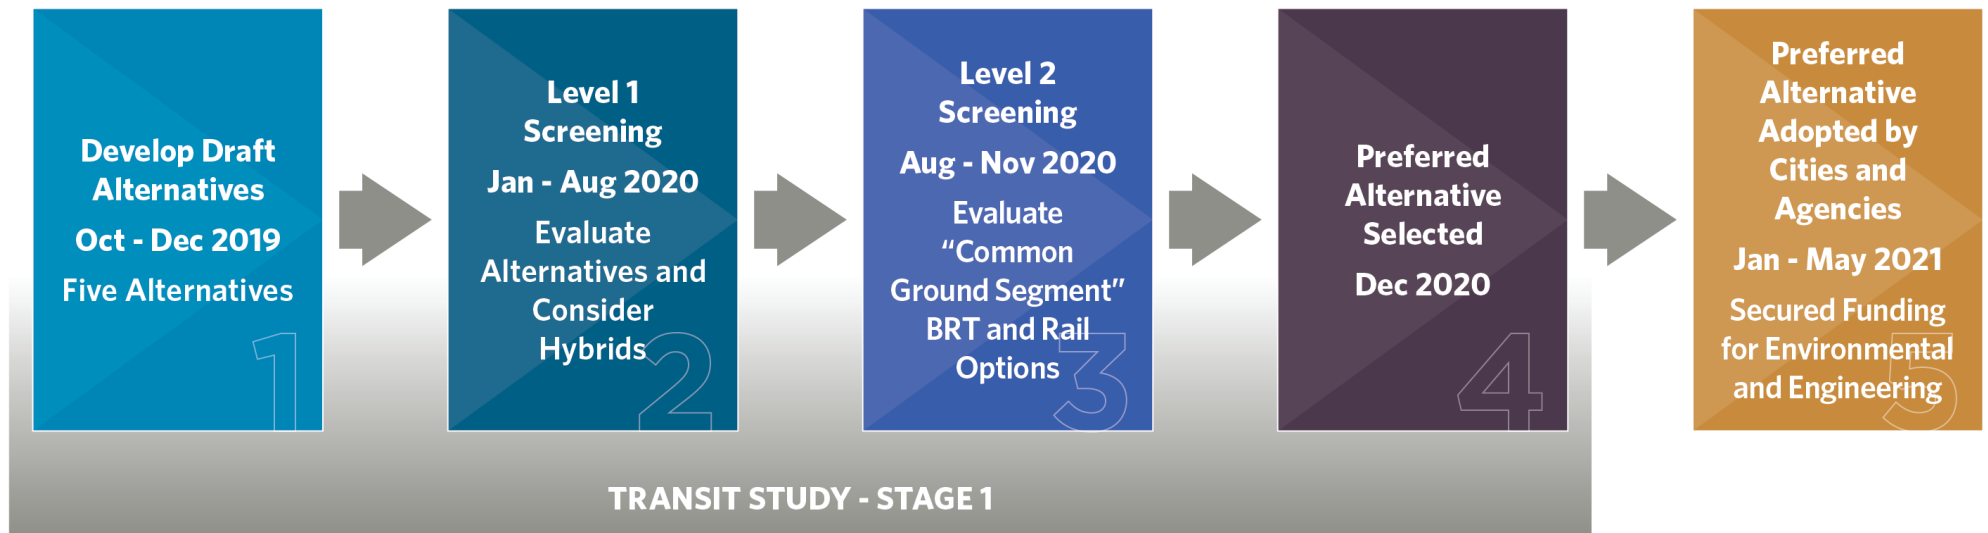 Develop Draft
Alternatives
Oct - Dec 2019
Five Alternatives
1
Level 1
Screening
Jan - Aug 2020
Evaluate
Alternatives and
Consider
Hybrids
2
Level 2
Screening
Aug - Nov 2020
Evaluate
“Common
Ground Segment”
BRT and Rail
Options
3
Preferred
Alternative
Selected
Dec 2020
4
Preferred
Alternative
Adopted by
Cities and
Agencies
Jan - May 2021
Secured Funding
for Environmental
and Engineering
5
TRANSIT STUDY - STAGE 1